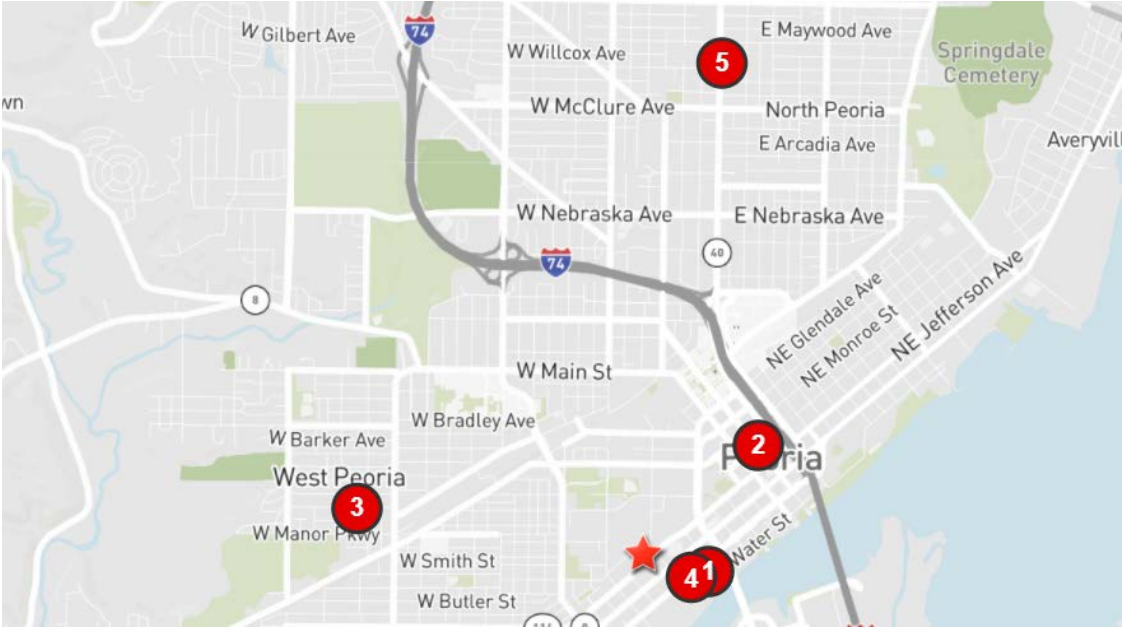 W Gilbert Ave
74
W Willcox Ave
E Maywood Ave
5
Springdale
Cemetery
wn
W McClure Ave
North Peoria
E Arcadia Ave
Averyvill
W Nebraska Ave
E Nebraska Ave
74
40
8
NE Glendale Ave
NE Monroe St
NE Jefferson Ave
W Main St
W Bradley Ave
W Barker Ave
2
West Peoria
3
W Manor Pkwy
Water St
W Smith St
4
1
W Butler St